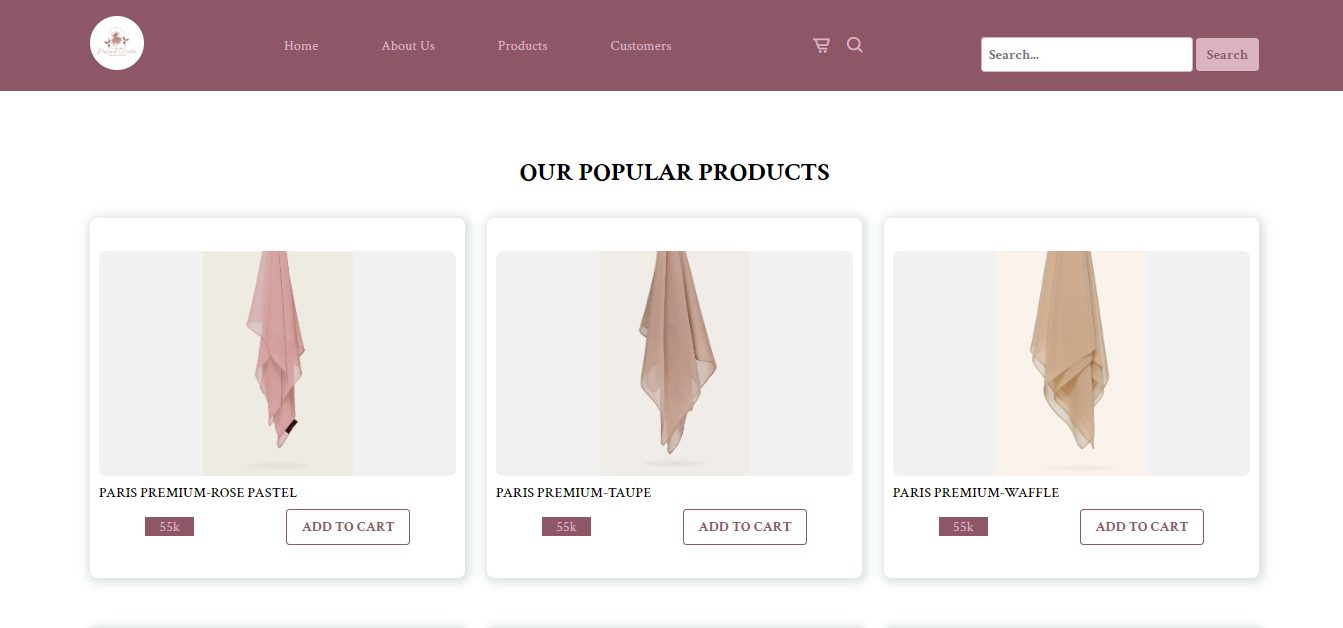 Home About Us Products Customers
Search... Search
OUR POPULAR PRODUCTS
PARIS PREMIUM-ROSE PASTEL
55k ADD TO CART
PARIS PREMIUM-TAUPE
55k ADD TO CART
PARIS PREMIUM-WAFFLE
55k ADD TO CART